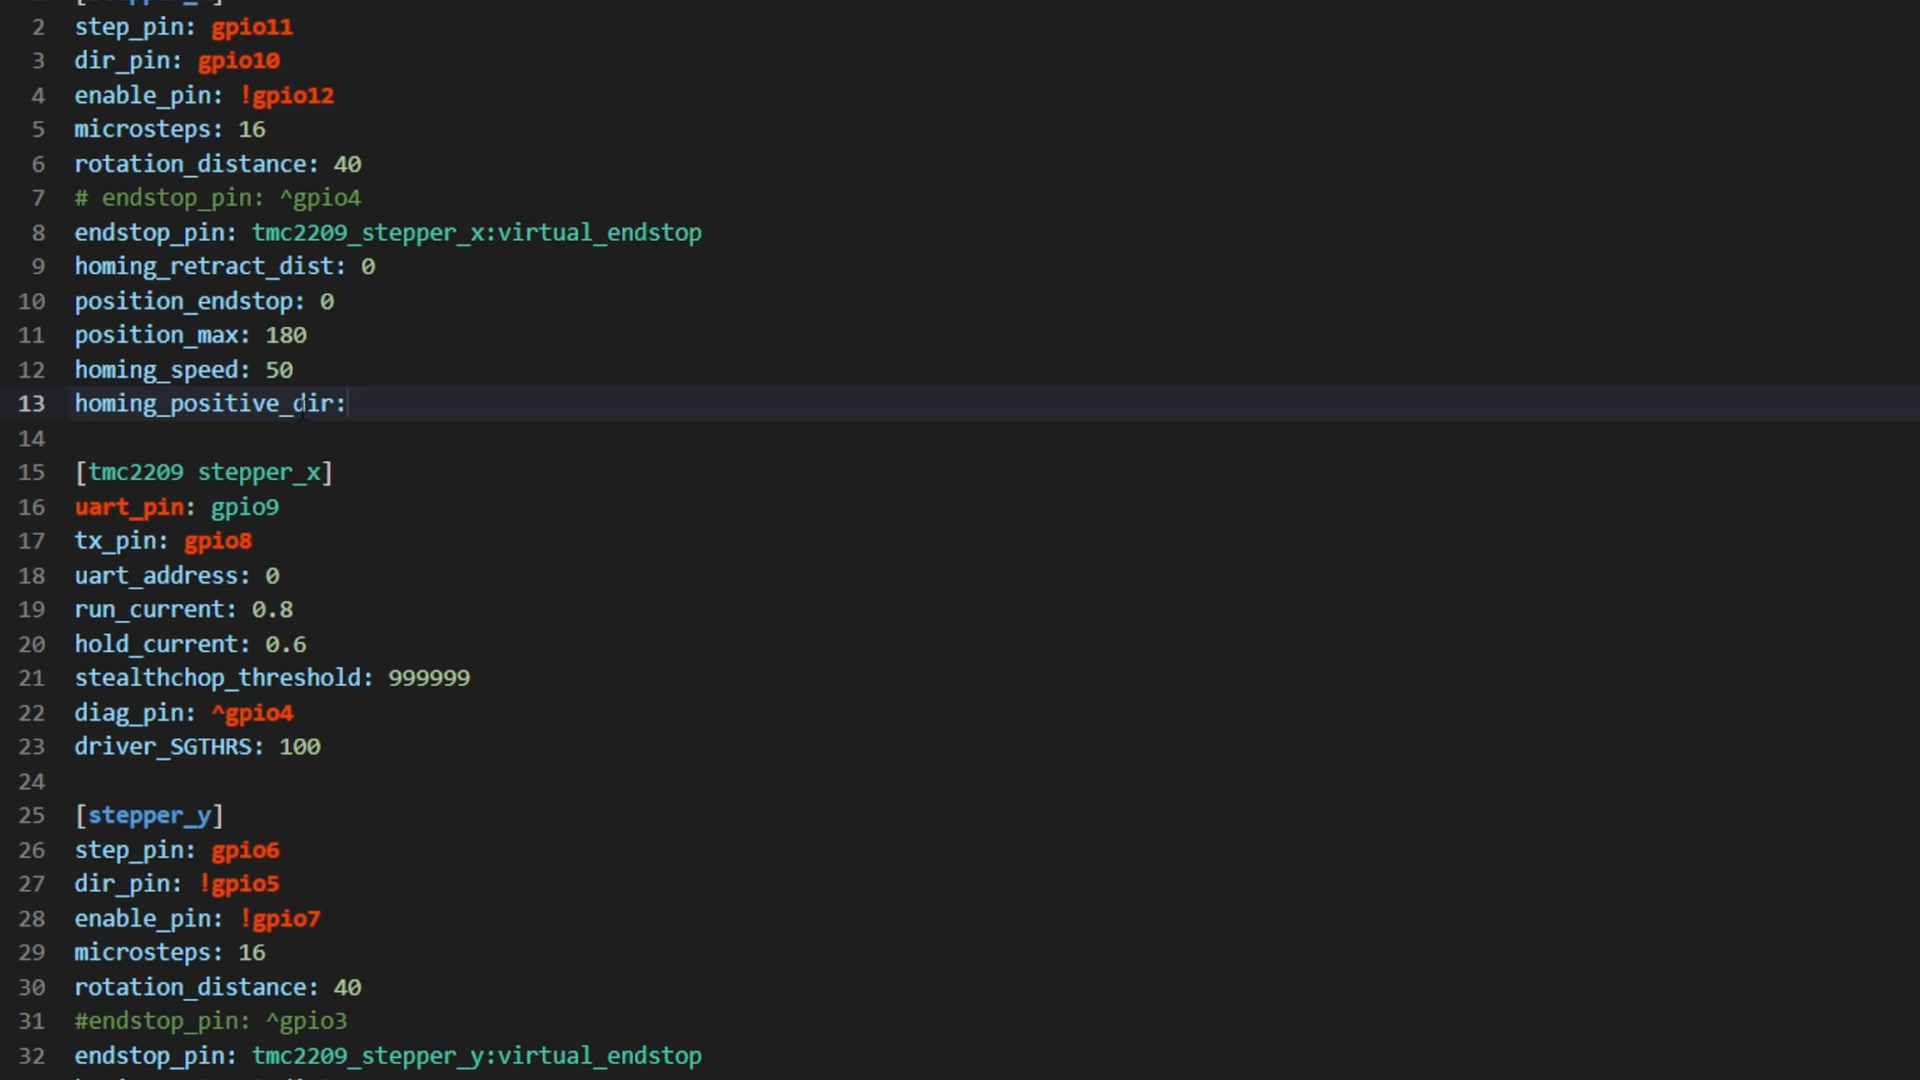 2 step_pin: gpio11
3 dir_pin: gpio10
4 enable_pin: !gpio12
5 microsteps: 16
6 rotation_distance: 40
7 # endstop_pin: ^gpio4
8 endstop_pin: tmc2209_stepper_x:virtual_endstop
9 homing_retract_dist: 0
10 position_endstop: 0
11 position_max: 180
12 homing_speed: 50
13 homing_positive_dir:
14
15 [tmc2209 stepper_x]
16 uart_pin: gpio9
17 tx_pin: gpio8
18 uart_address: 0
19 run_current: 0.8
20 hold_current: 0.6
21 stealthchop_threshold: 999999
22 diag_pin: ^gpio4
23 driver_SGTHRS: 100
24
25 [stepper_y]
26 step_pin: gpio6
27 dir_pin: !gpio5
28 enable_pin: !gpio7
29 microsteps: 16
30 rotation_distance: 40
31 #endstop_pin: ^gpio3
32 endstop_pin: tmc2209_stepper_y:virtual_endstop